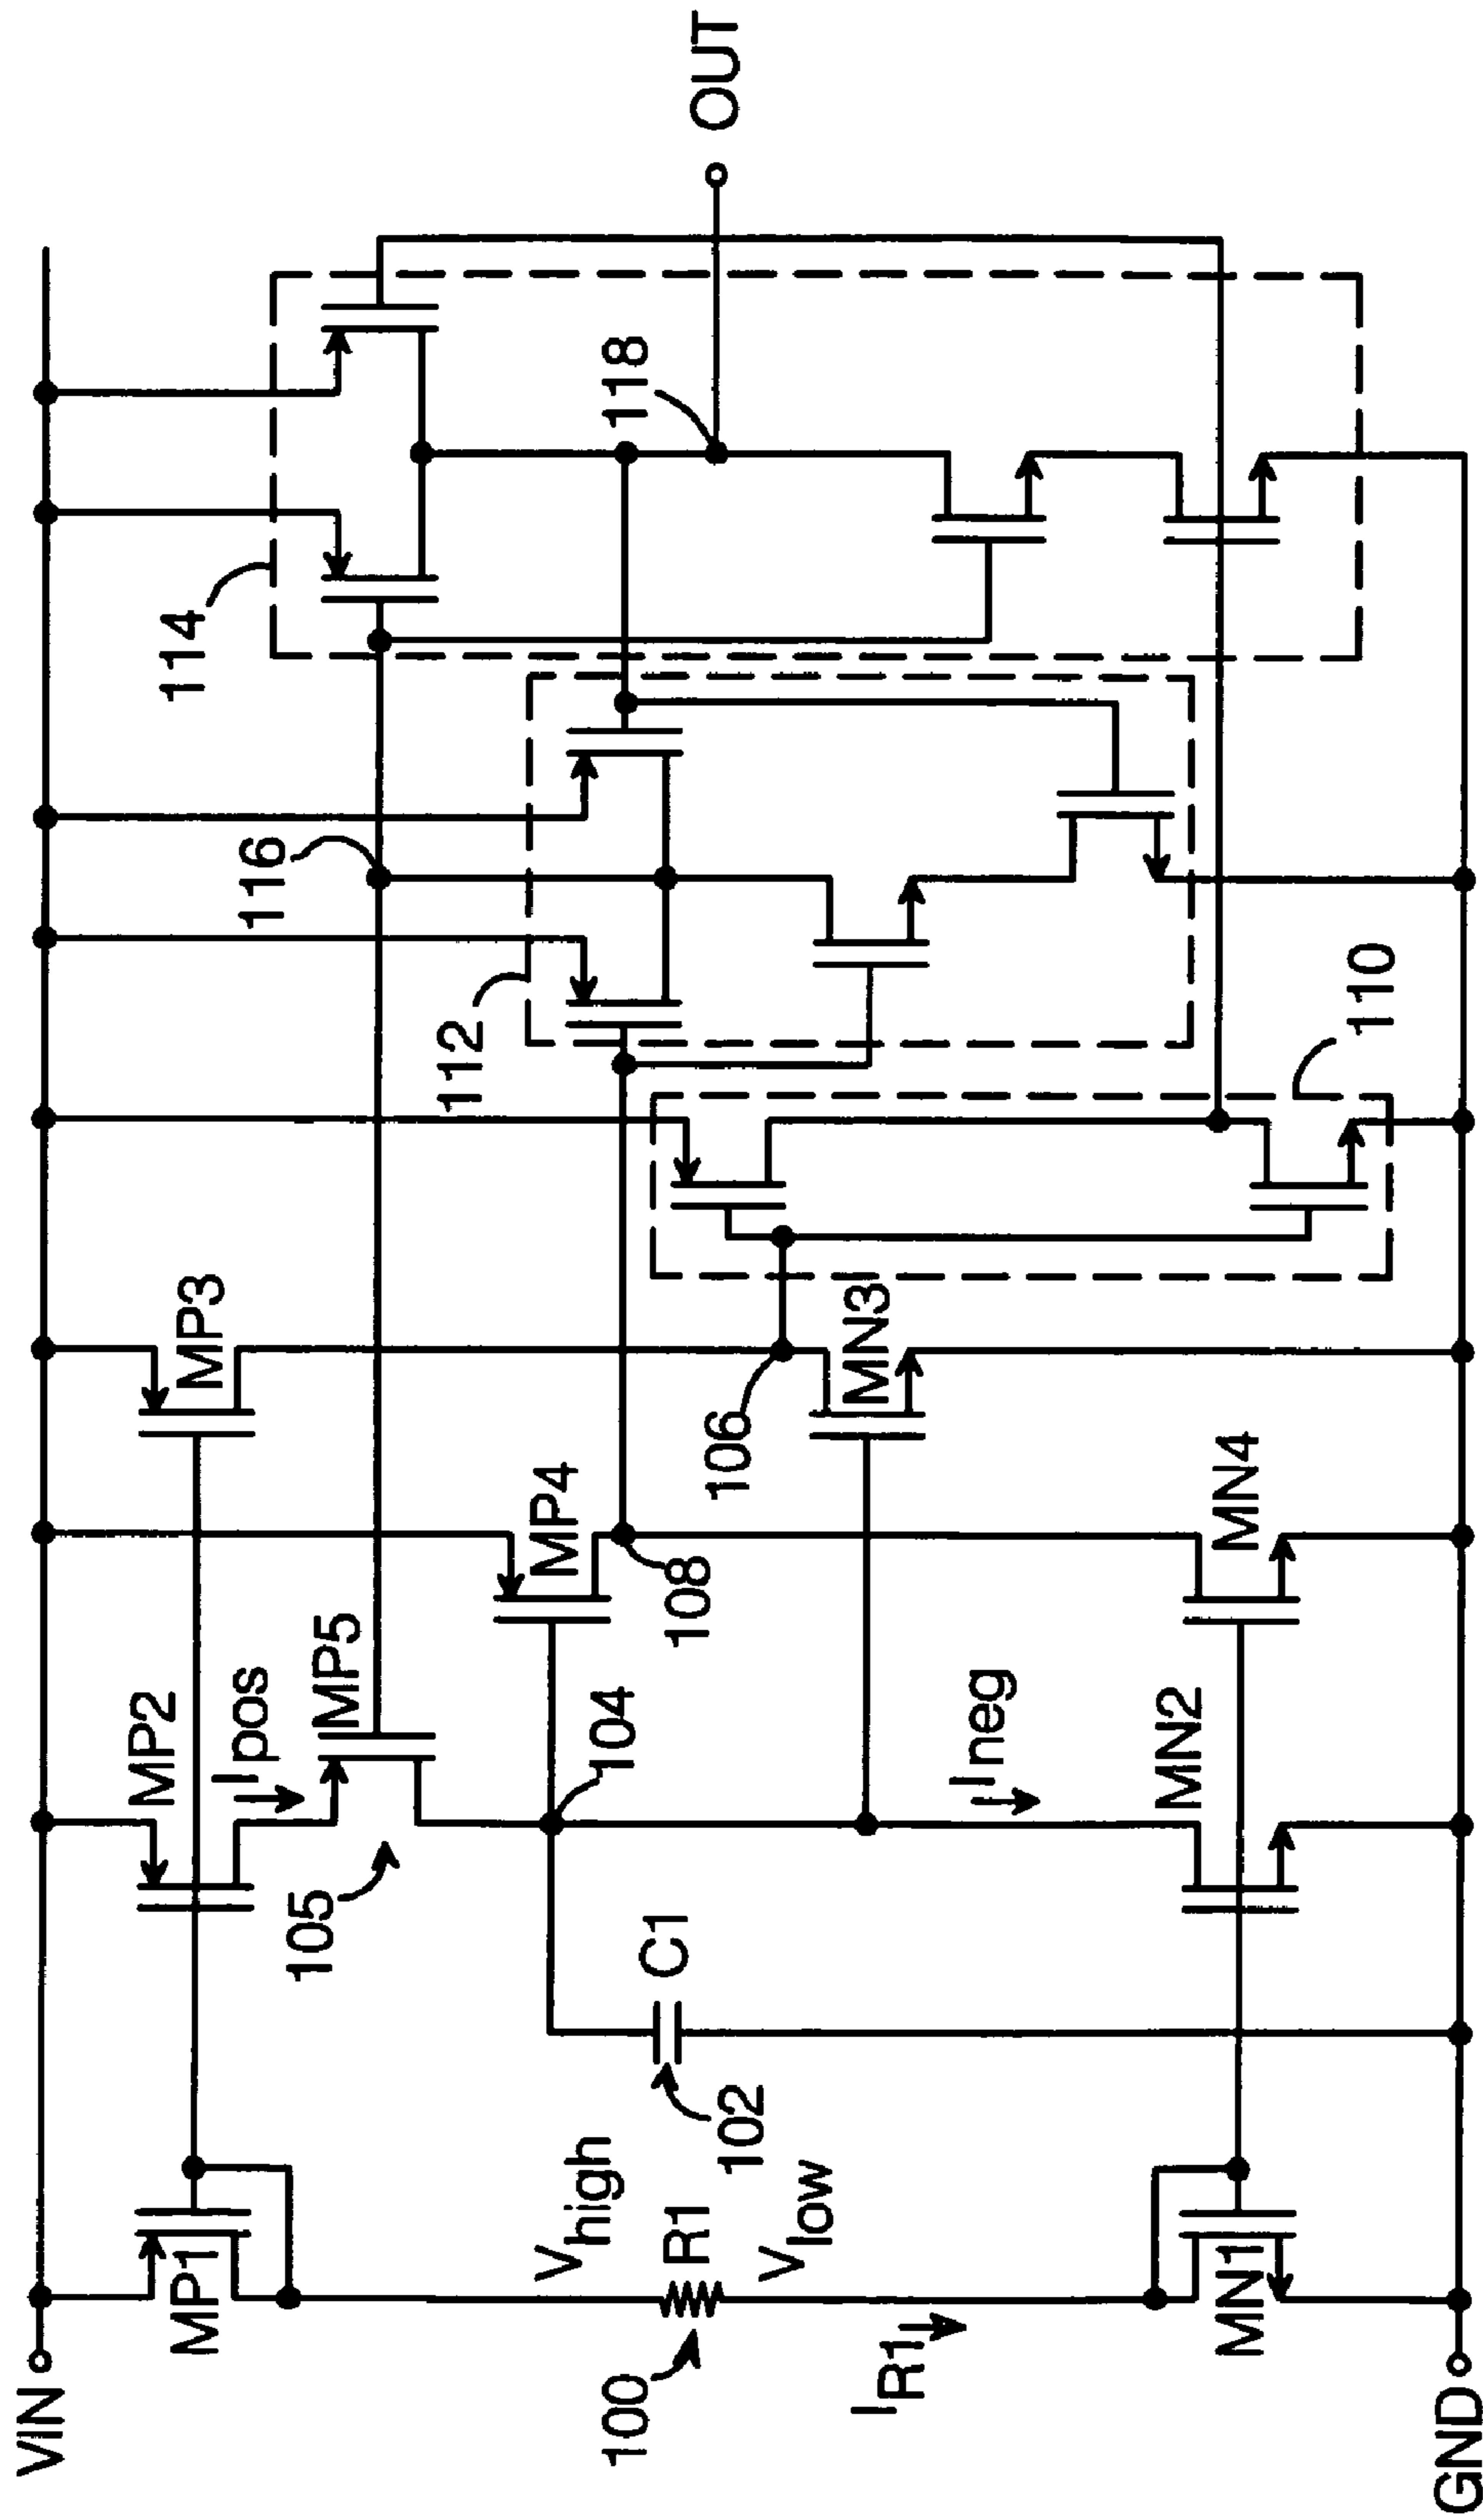 VIN
MP1
MP2
MP3
Ipos
MP5
105
MP4
104
108
106
MN3
116
112
114
118
OUT
Vhigh
100
R1
Vlow
IR1
102
C1
Ineg
MN1
MN2
MN4
110
GND